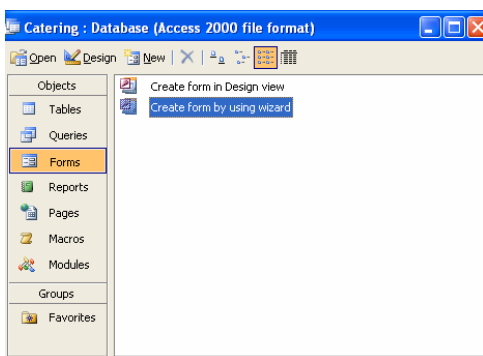 Catering : Database (Access 2000 file format)
Open Design New
Objects
Tables
Queries
Forms
Reports
Pages
Macros
Modules
Groups
Favorites
Create form in Design view
Create form by using wizard